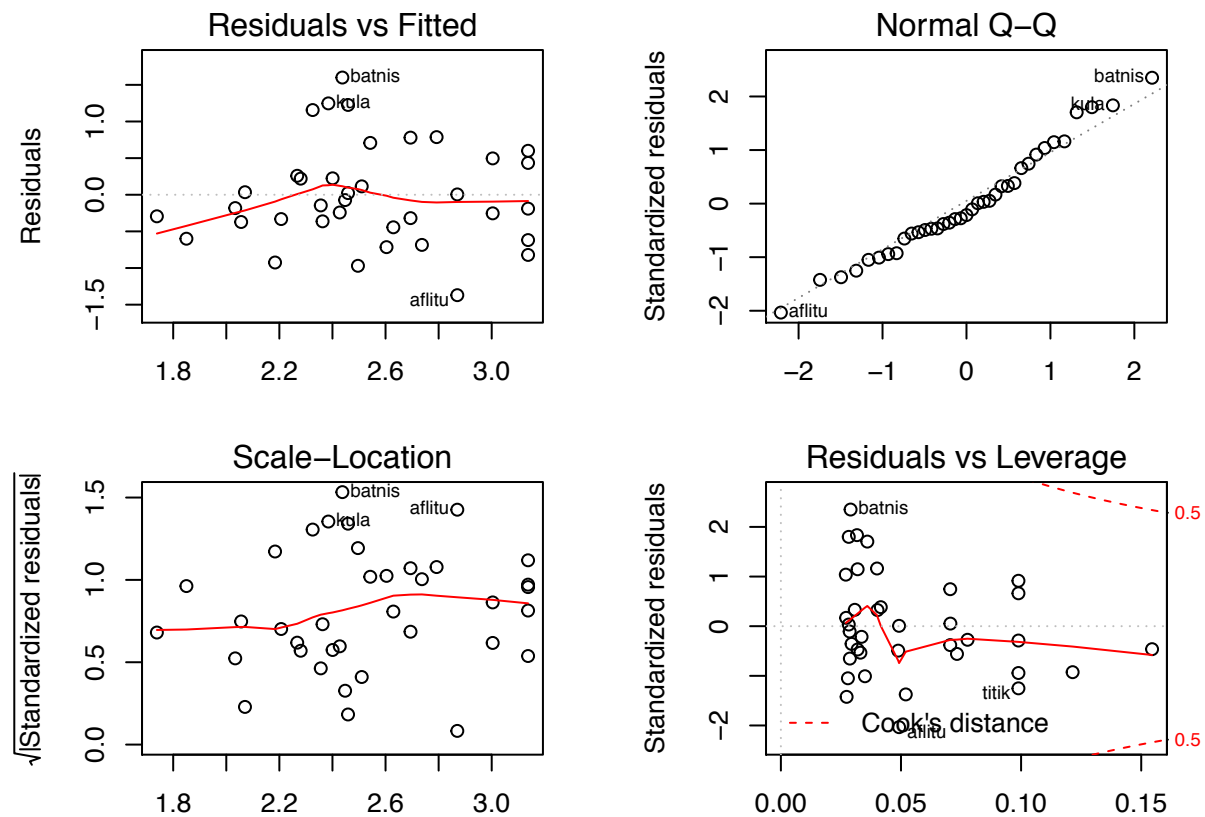 Residuals vs Fitted
Residuals
−1.5
0.0
1.0
batnis
kula
aflitu
1.8
2.2
2.6
3.0
Normal Q−Q
Standardized residuals
−2
−1
0
1
2
batnis
kula
aflitu
−2
−1
0
1
2
Scale−Location
√|Standardized residuals|
0.0
0.5
1.0
1.5
batnis
aflitu
kula
1.8
2.2
2.6
3.0
Residuals vs Leverage
Standardized residuals
−2
−1
0
1
2
batnis
0.5
titik
Cook's distance
aflitu
0.5
0.00
0.05
0.10
0.15